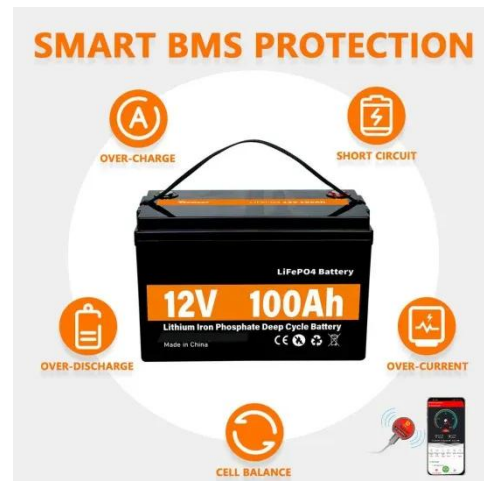 SMART BMS PROTECTION
OVER-CHARGE
SHORT CIRCUIT
LiFePO4 Battery
12V 100Ah
Lithium Iron Phosphate Deep Cycle Battery
Made in China
CE
OVER-DISCHARGE
OVER-CURRENT
CELL BALANCE